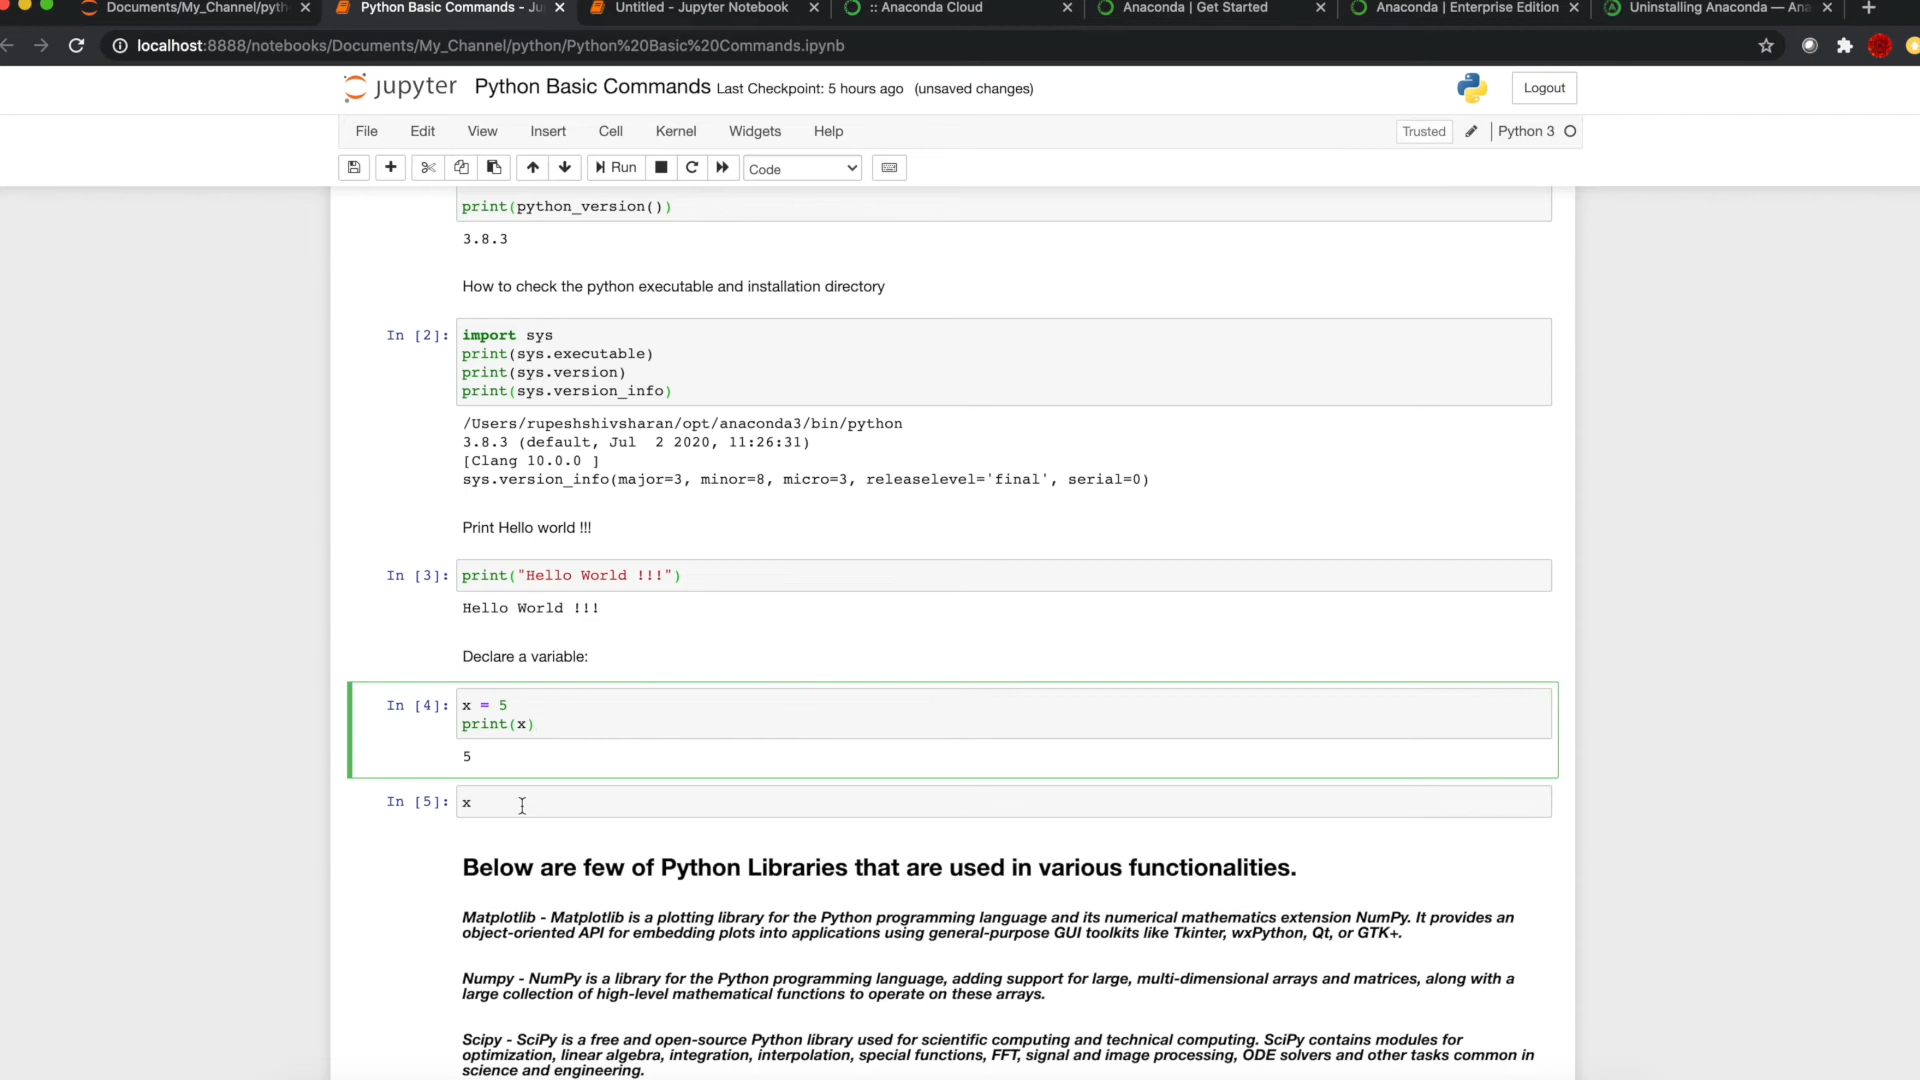 Documents/My_Channel/pyth
Python Basic Commands - Ju
Untitled - Jupyter Notebook
:: Anaconda Cloud
Anaconda | Get Started
Anaconda | Enterprise Edition
Uninstalling Anaconda — Ana
localhost:8888/notebooks/Documents/My_Channel/python/Python%20Basic%20Commands.ipynb
jupyter Python Basic Commands Last Checkpoint: 5 hours ago (unsaved changes)
Logout
File Edit View Insert Cell Kernel Widgets Help
Trusted Python 3
Run Code
print(python_version())
3.8.3
How to check the python executable and installation directory
In [2]: import sys
print(sys.executable)
print(sys.version)
print(sys.version_info)
/Users/rupeshshivsharan/opt/anaconda3/bin/python
3.8.3 (default, Jul  2 2020, 11:26:31)
[Clang 10.0.0 ]
sys.version_info(major=3, minor=8, micro=3, releaselevel='final', serial=0)
Print Hello world !!!
In [3]: print("Hello World !!!")
Hello World !!!
Declare a variable:
In [4]: x = 5
print(x)
5
In [5]: x
Below are few of Python Libraries that are used in various functionalities.
Matplotlib - Matplotlib is a plotting library for the Python programming language and its numerical mathematics extension NumPy. It provides an
object-oriented API for embedding plots into applications using general-purpose GUI toolkits like Tkinter, wxPython, Qt, or GTK+.
Numpy - NumPy is a library for the Python programming language, adding support for large, multi-dimensional arrays and matrices, along with a
large collection of high-level mathematical functions to operate on these arrays.
Scipy - SciPy is a free and open-source Python library used for scientific computing and technical computing. SciPy contains modules for
optimization, linear algebra, integration, interpolation, special functions, FFT, signal and image processing, ODE solvers and other tasks common in
science and engineering.